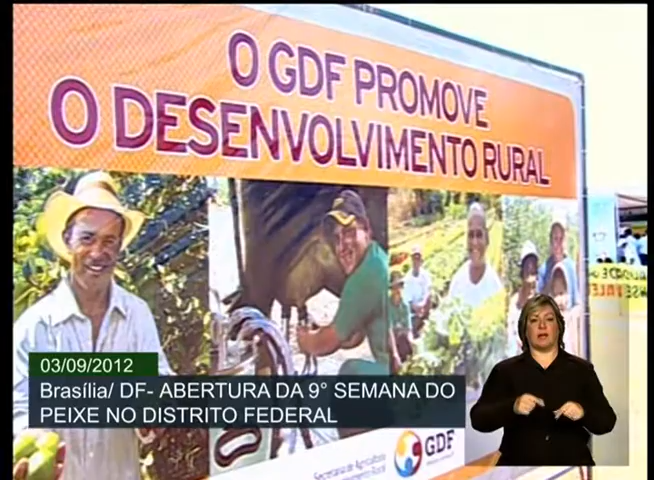 O GDF PROMOVE
O DESENVOLVIMENTO RURAL
03/09/2012
Brasília/ DF- ABERTURA DA 9° SEMANA DO
PEIXE NO DISTRITO FEDERAL
GDF